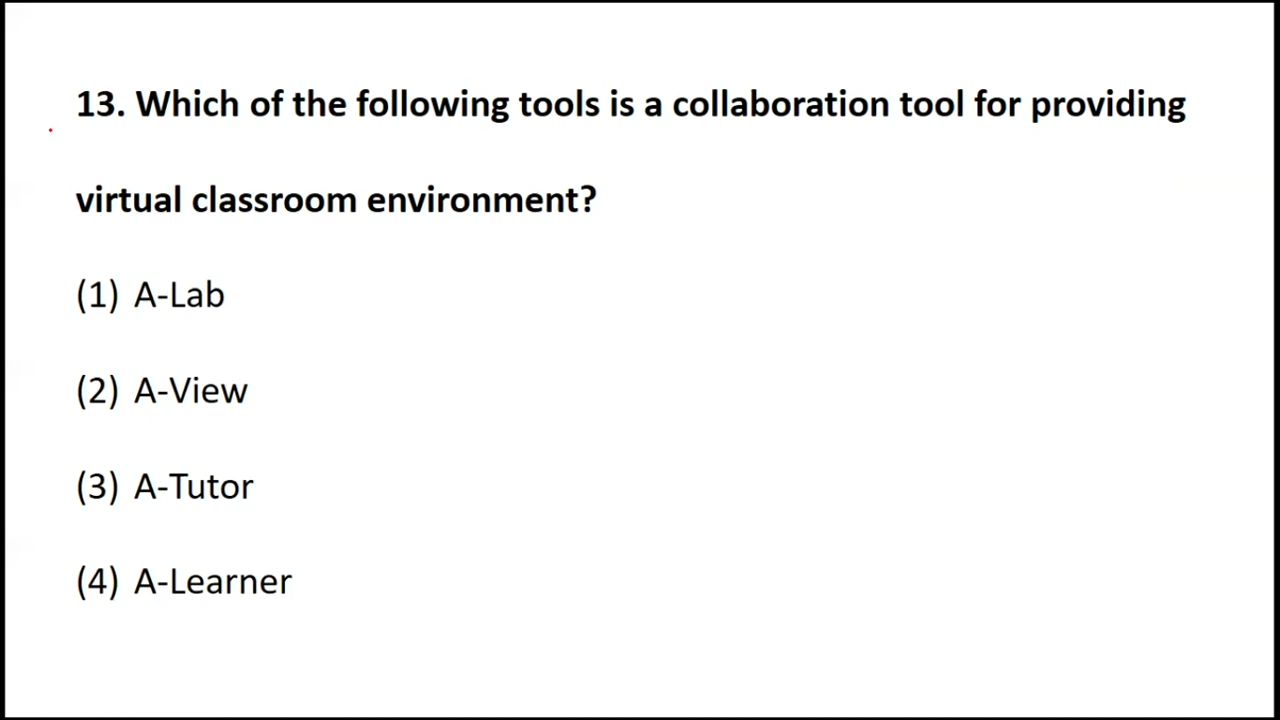 13. Which of the following tools is a collaboration tool for providing
virtual classroom environment?
(1) A-Lab
(2) A-View
(3) A-Tutor
(4) A-Learner